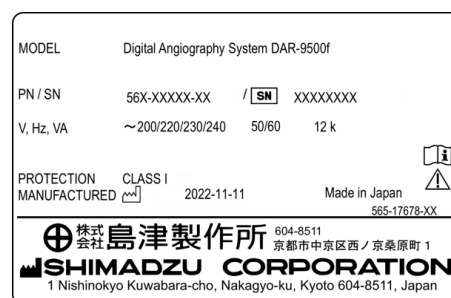 MODEL Digital Angiography System DAR-9500f
PN / SN 56X-XXXXX-XX / SN XXXXXXXX
V, Hz, VA ～200/220/230/240 50/60 12 k
PROTECTION CLASS I
MANUFACTURED 2022-11-11 Made in Japan
565-17678-XX
株式会社 島津製作所 604-8511 京都市中京区西ノ京桑原町 1
SHIMADZU CORPORATION
1 Nishinokyo Kuwabara-cho, Nakagyo-ku, Kyoto 604-8511, Japan